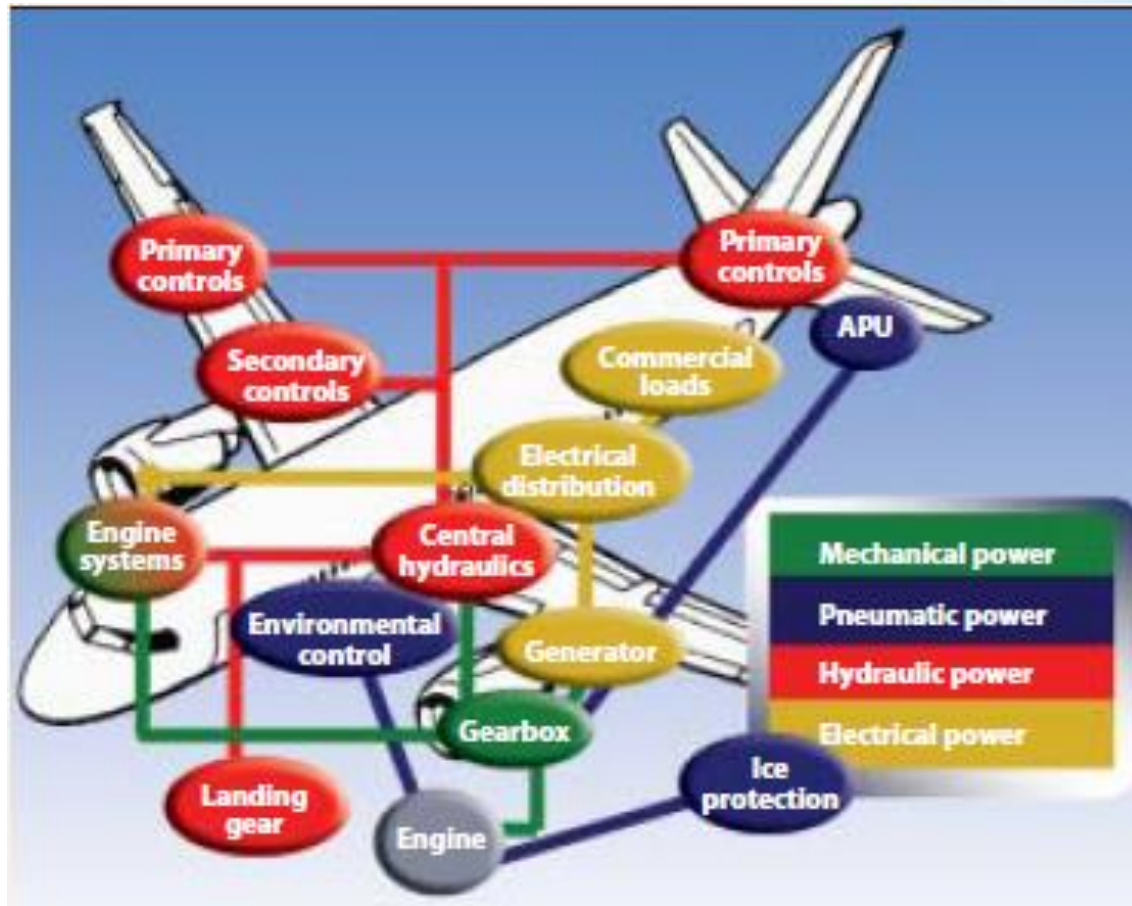 Primary
controls
Primary
controls
APU
Secondary
controls
Commercial
loads
Electrical
distribution
Engine
systems
Central
hydraulics
Environmental
control
Generator
Gearbox
Landing
gear
Engine
Ice
protection
Mechanical power
Pneumatic power
Hydraulic power
Electrical power